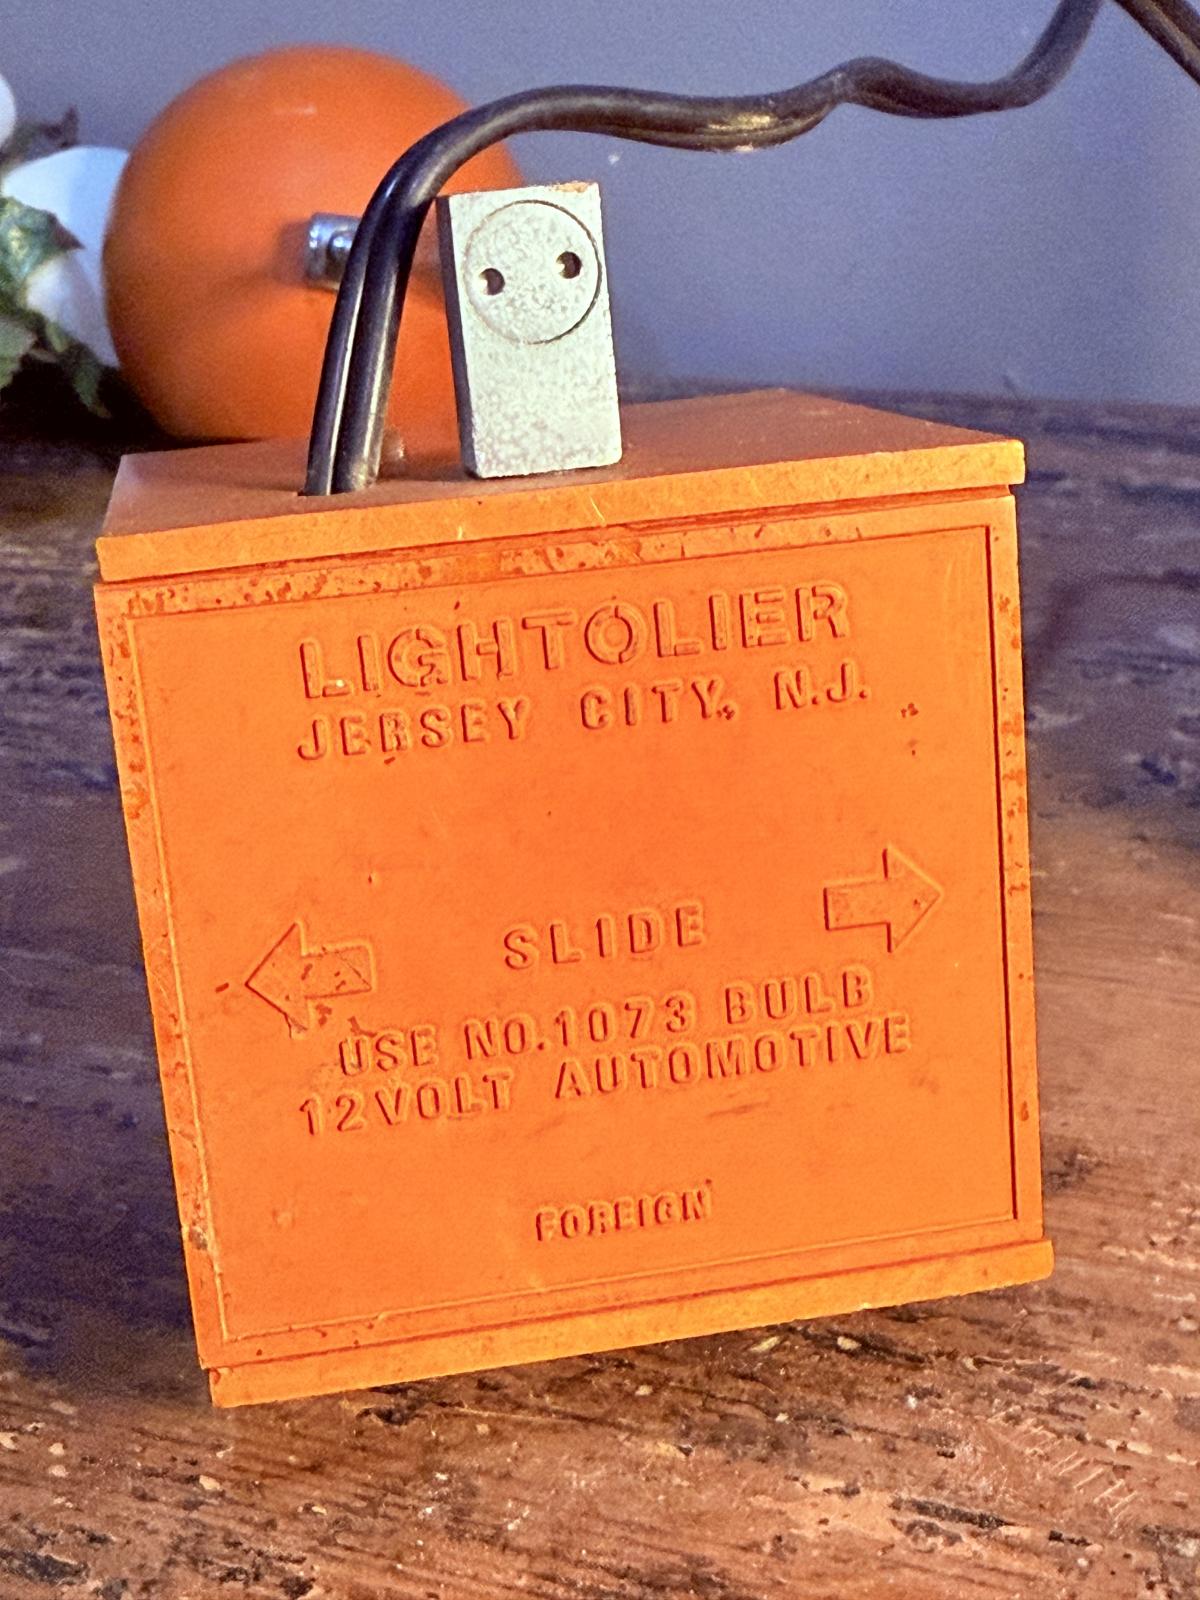 LIGHTOLIER
JERSEY CITY, N.J.
SLIDE
USE NO.1073 BULB
12VOLT AUTOMOTIVE
FOREIGN